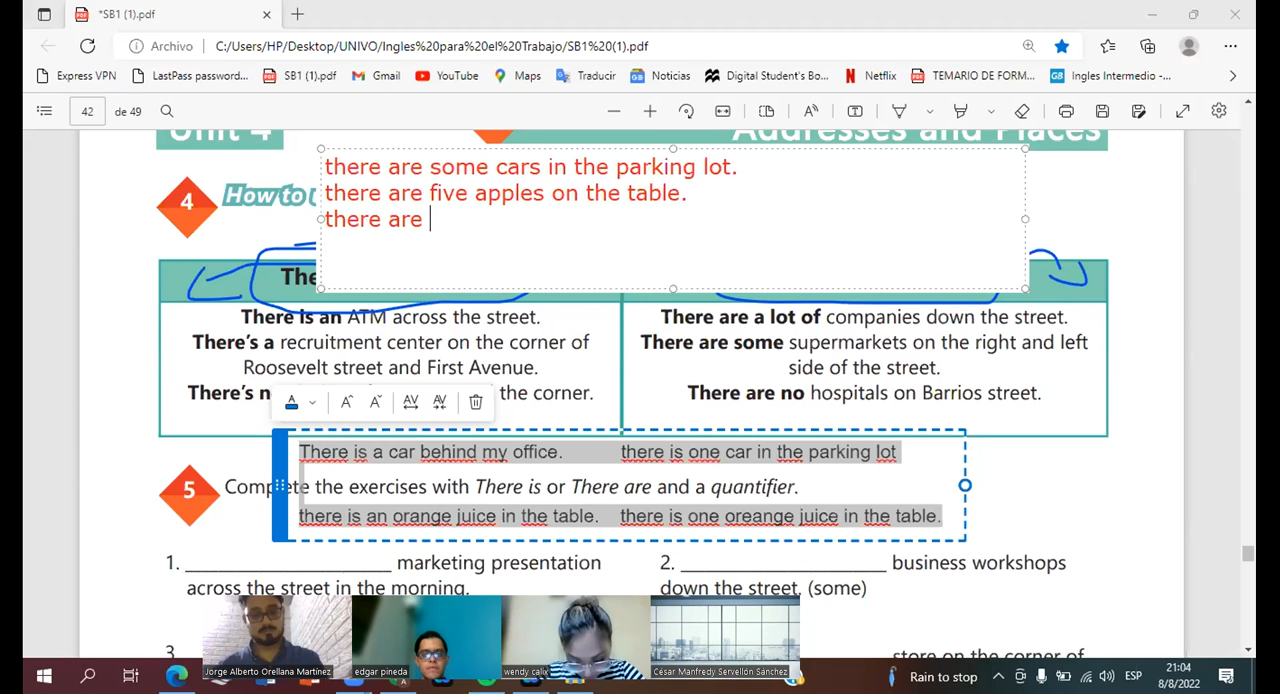 *SB1 (1).pdf
Archivo C:/Users/HP/Desktop/UNIVO/Ingles%20para%20el%20Trabajo/SB1%20(1).pdf
Express VPN LastPass password... SB1 (1).pdf Gmail YouTube Maps Traducir Noticias Digital Student's Bo... Netflix TEMARIO DE FORM... Ingles Intermedio -...
42 de 49
Unit 4 Addresses and Places
there are some cars in the parking lot.
there are five apples on the table.
there are
4 How to u
The
There is an ATM across the street.
There's a recruitment center on the corner of
Roosevelt street and First Avenue.
There's n the corner.
There are a lot of companies down the street.
There are some supermarkets on the right and left
side of the street.
There are no hospitals on Barrios street.
There is a car behind my office. there is one car in the parking lot
5 Complete the exercises with There is or There are and a quantifier.
there is an orange juice in the table. there is one oreange juice in the table.
1. ____________________ marketing presentation
across the street in the morning.
2. ____________________ business workshops
down the street. (some)
3.
store on the corner of
Jorge Alberto Orellana Martínez edgar pineda wendy calix César Manfredy Servellón Sánchez
Rain to stop ESP 21:04
8/8/2022